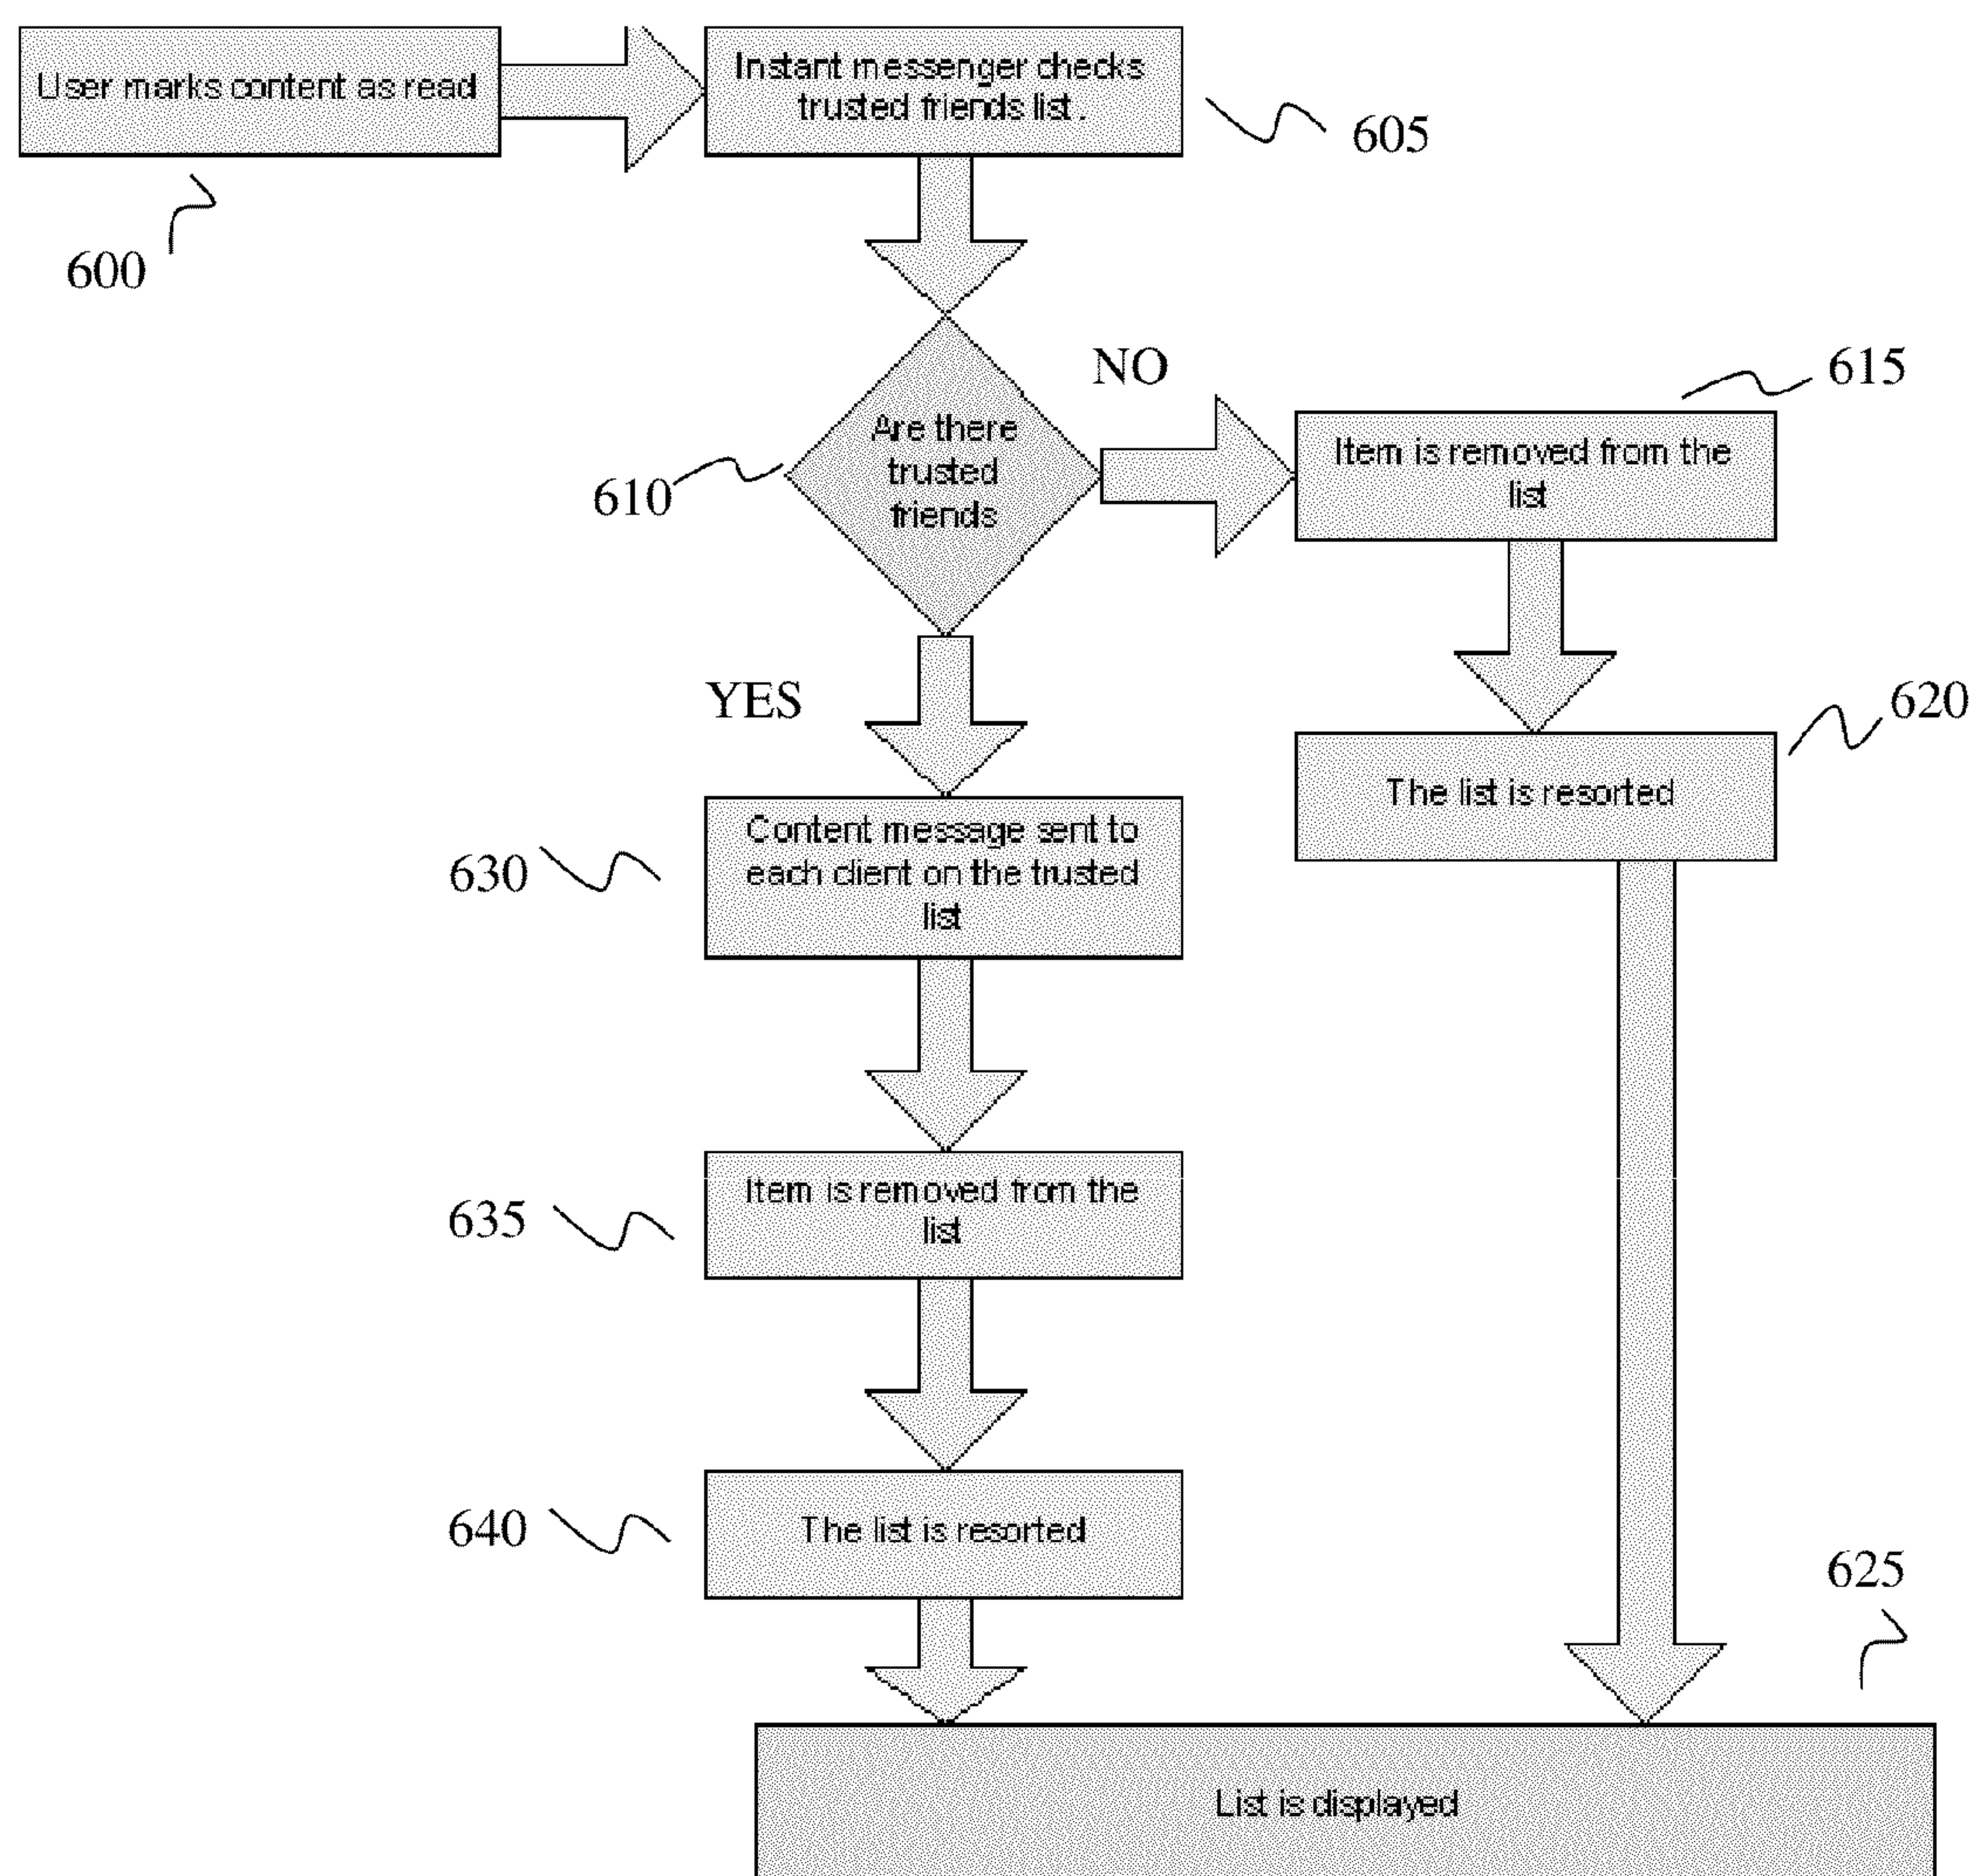 User marks content as read
Instant messenger checks
trusted friends list.
605
600
NO
615
Are there
trusted
friends
610
Item is removed from the
list
YES
620
The list is resorted
Content message sent to
each client on the trusted
list
630
Item is removed from the
list
635
The list is resorted
640
625
List is displayed